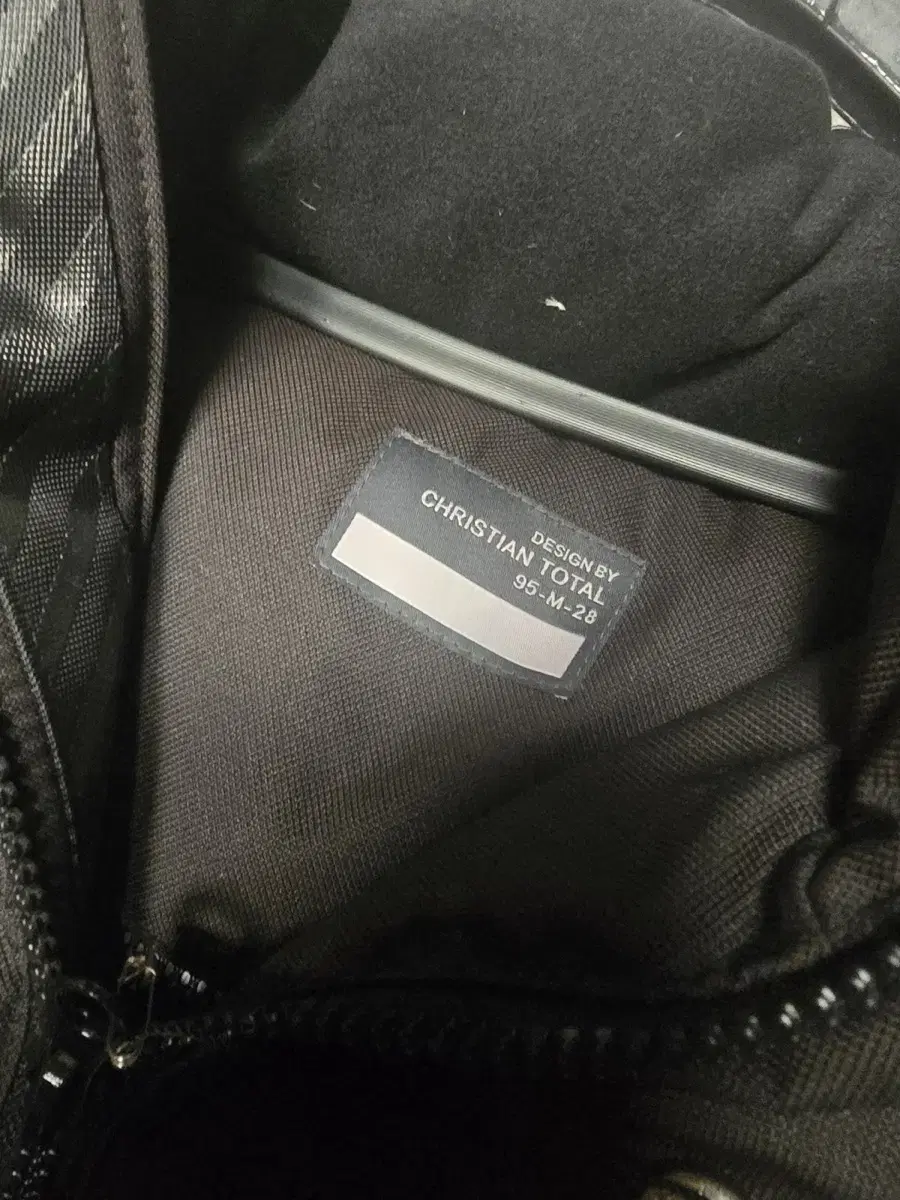 DESIGN BY
CHRISTIAN TOTAL
95-M-28